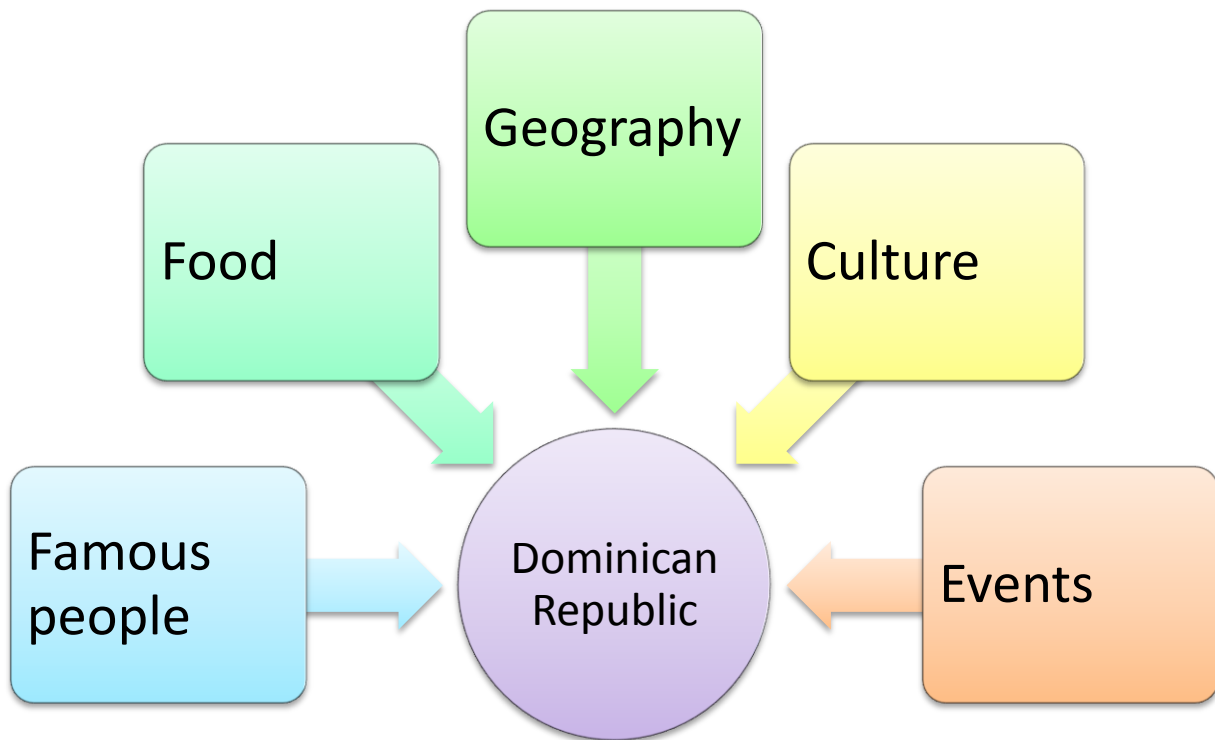 Geography
Food
Culture
Famous
people
Dominican
Republic
Events